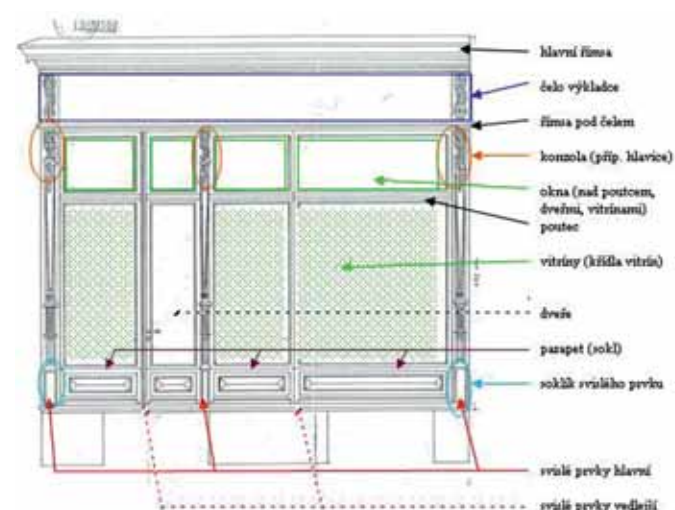 hlavní římsa
čelo výkladce
římsa pod čelem
konzola (příp. hlavice)
okna (nad poutcem,
dveřmi, vitrínami)
poutec
vitríny (křídla vitrín)
dveře
parapet (sokl)
soklík svislého prvku
svislé prvky hlavní
svislé prvky vedlejší